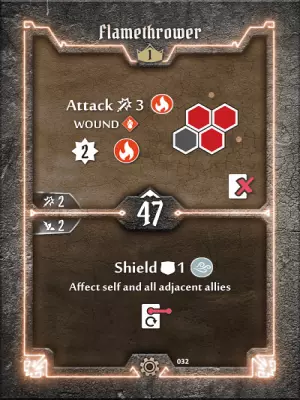 Flamethrower
1
Attack 3
WOUND
2
2
47
2
Shield 1
Affect self and all adjacent allies
032